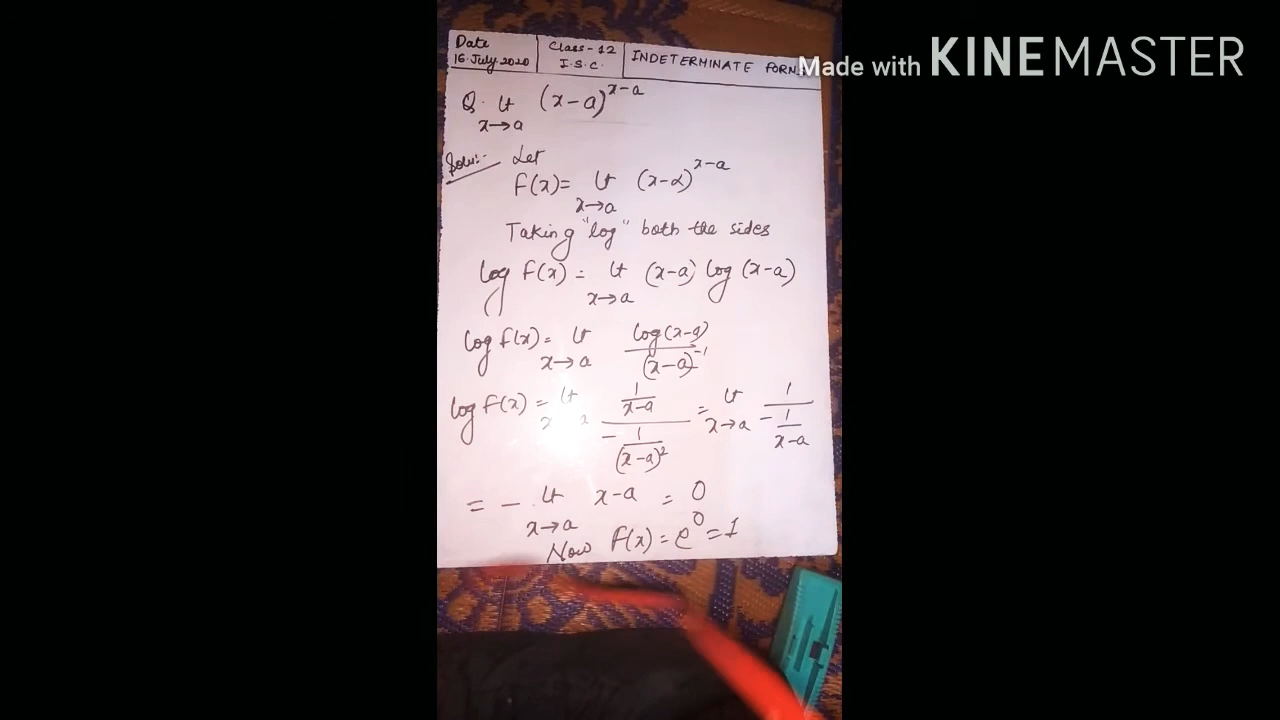 Made with KINEMASTER
Date 16.July.2020 Class-12 I.S.C. INDETERMINATE FORM
Q. Lt x→a (x-a)^(x-a)
Solu:- Let
F(x)= Lt x→a (x-a)^(x-a)
Taking "log" both the sides
log F(x) = Lt x→a (x-a) log (x-a)
log F(x) = Lt x→a log(x-a)/(x-a)^-1
log F(x) = Lt x a (1/(x-a))/(-1/(x-a)^2) = Lt x→a 1/(-1/(x-a))
= - Lt x→a x-a = 0
Now F(x) = e^0 = 1